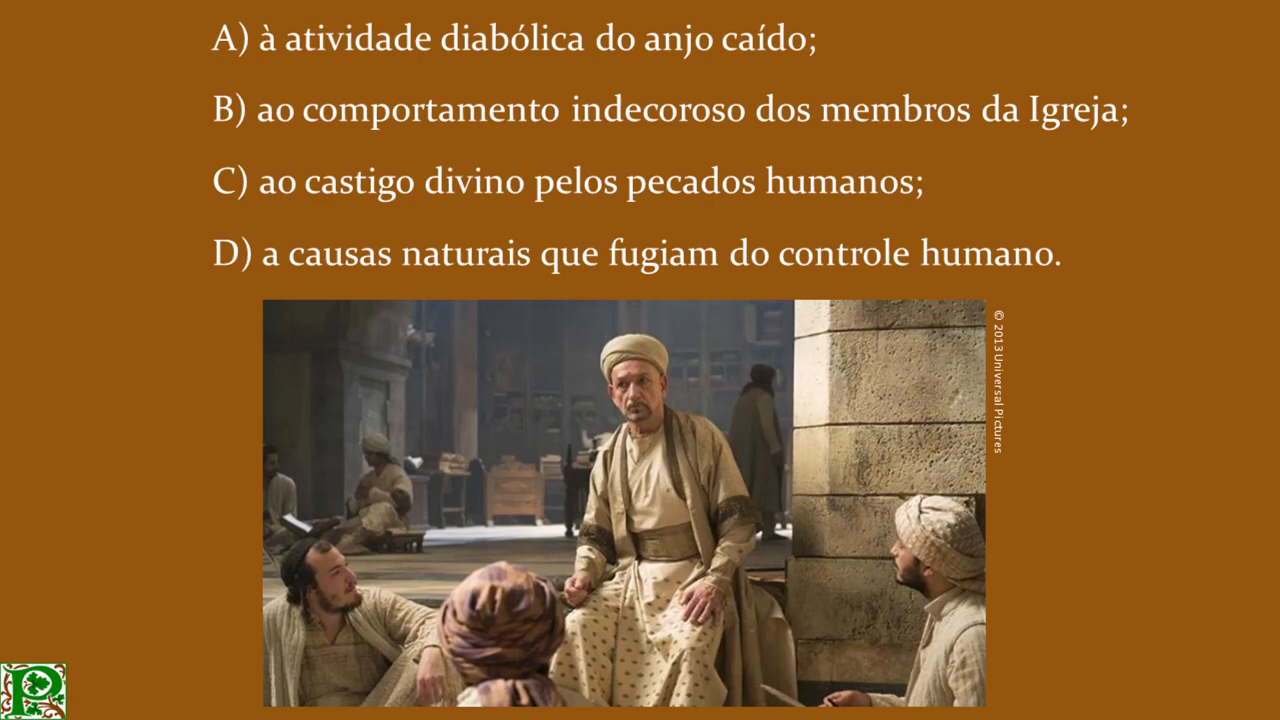 A) à atividade diabólica do anjo caído;
B) ao comportamento indecoroso dos membros da Igreja;
C) ao castigo divino pelos pecados humanos;
D) a causas naturais que fugiam do controle humano.
© 2013 Universal Pictures
P